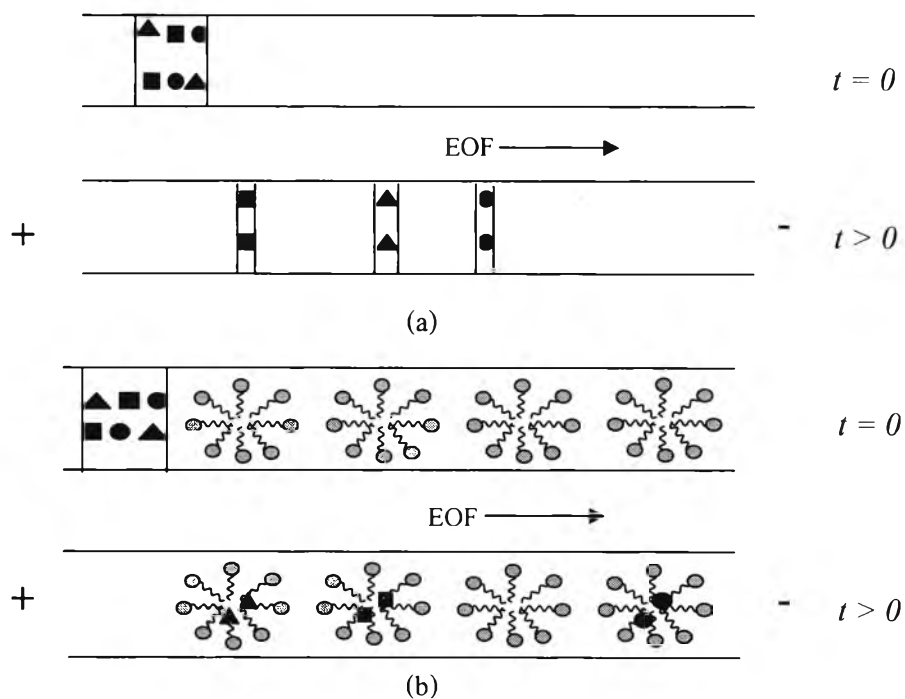 t = 0
EOF
+ - t > 0
(a)
t = 0
EOF
+ - t > 0
(b)